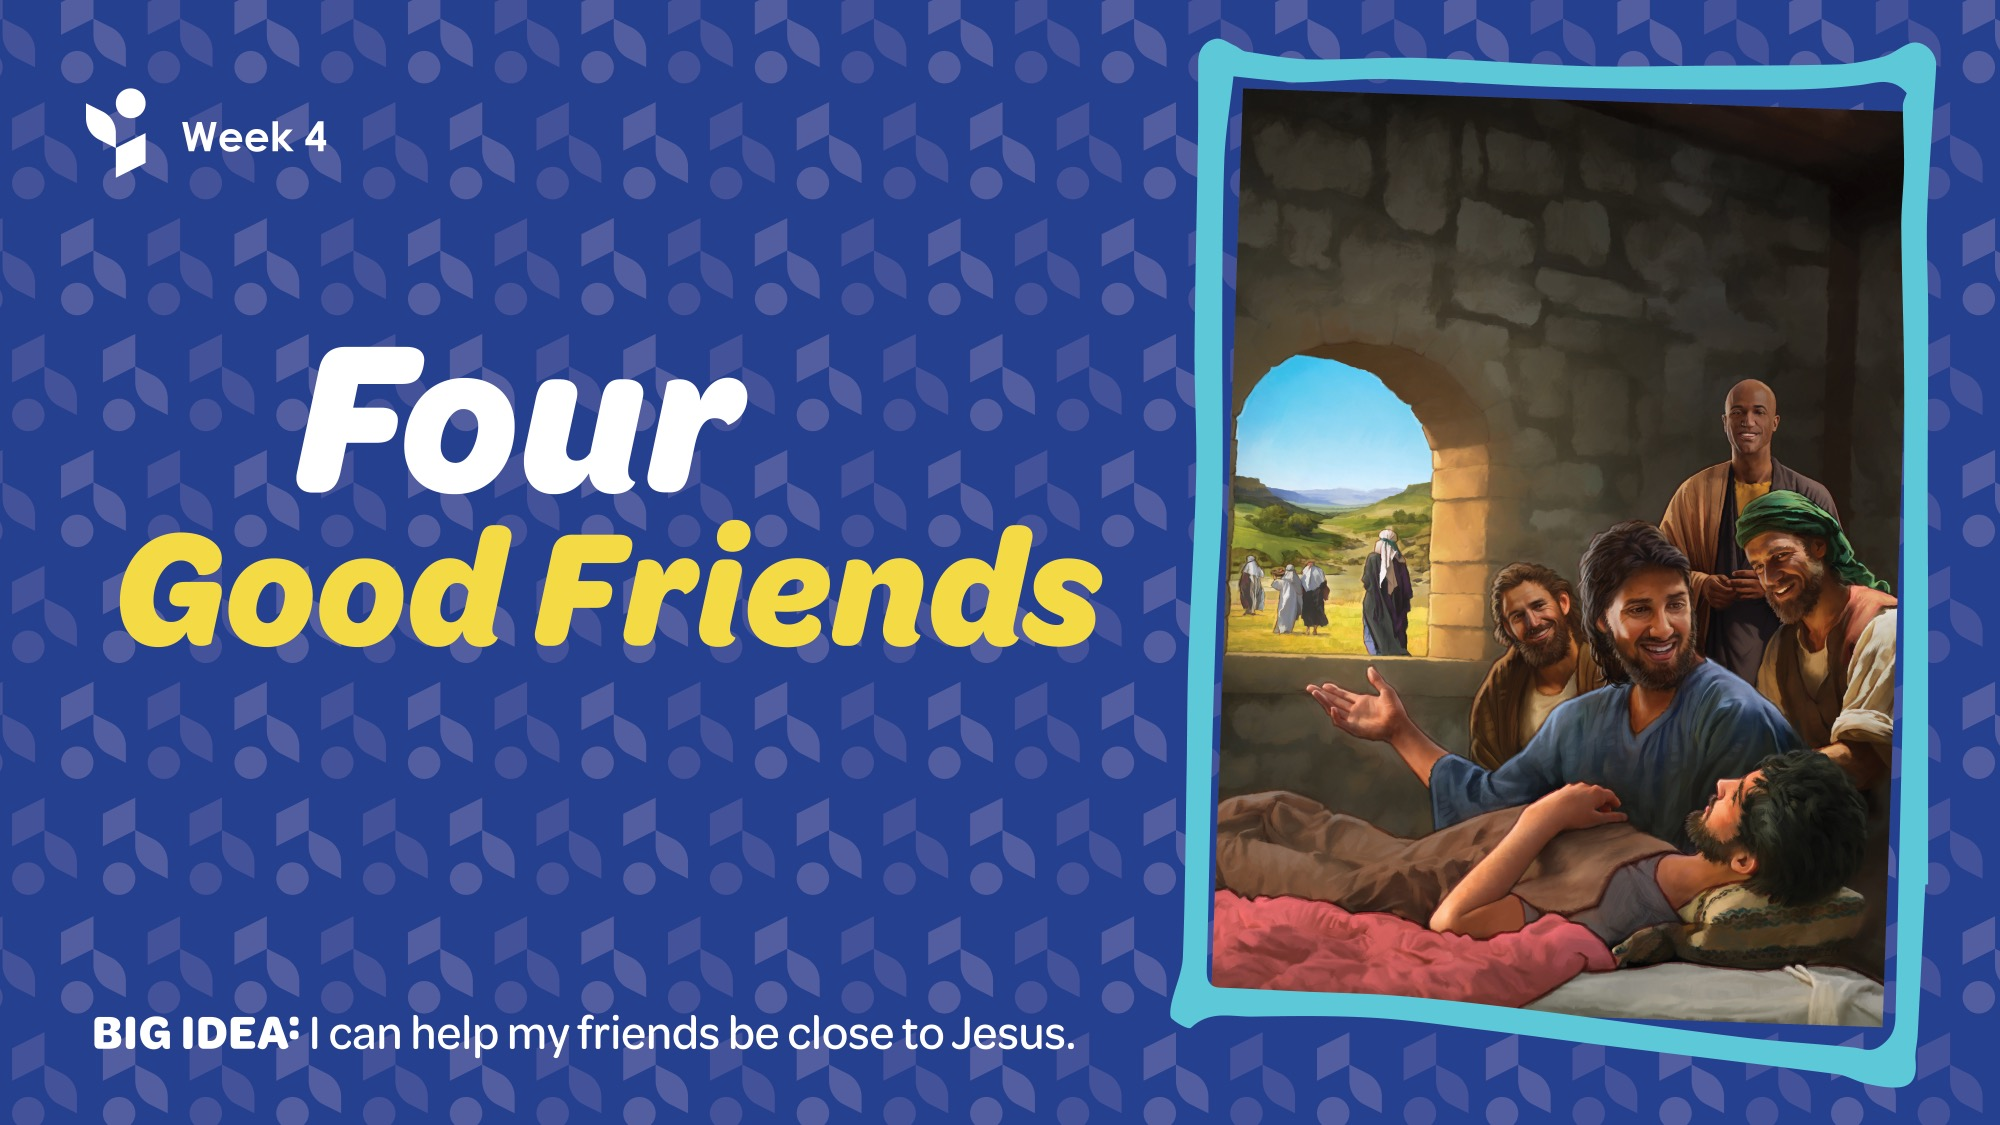 Week 4
Four
Good Friends
BIG IDEA: I can help my friends be close to Jesus.